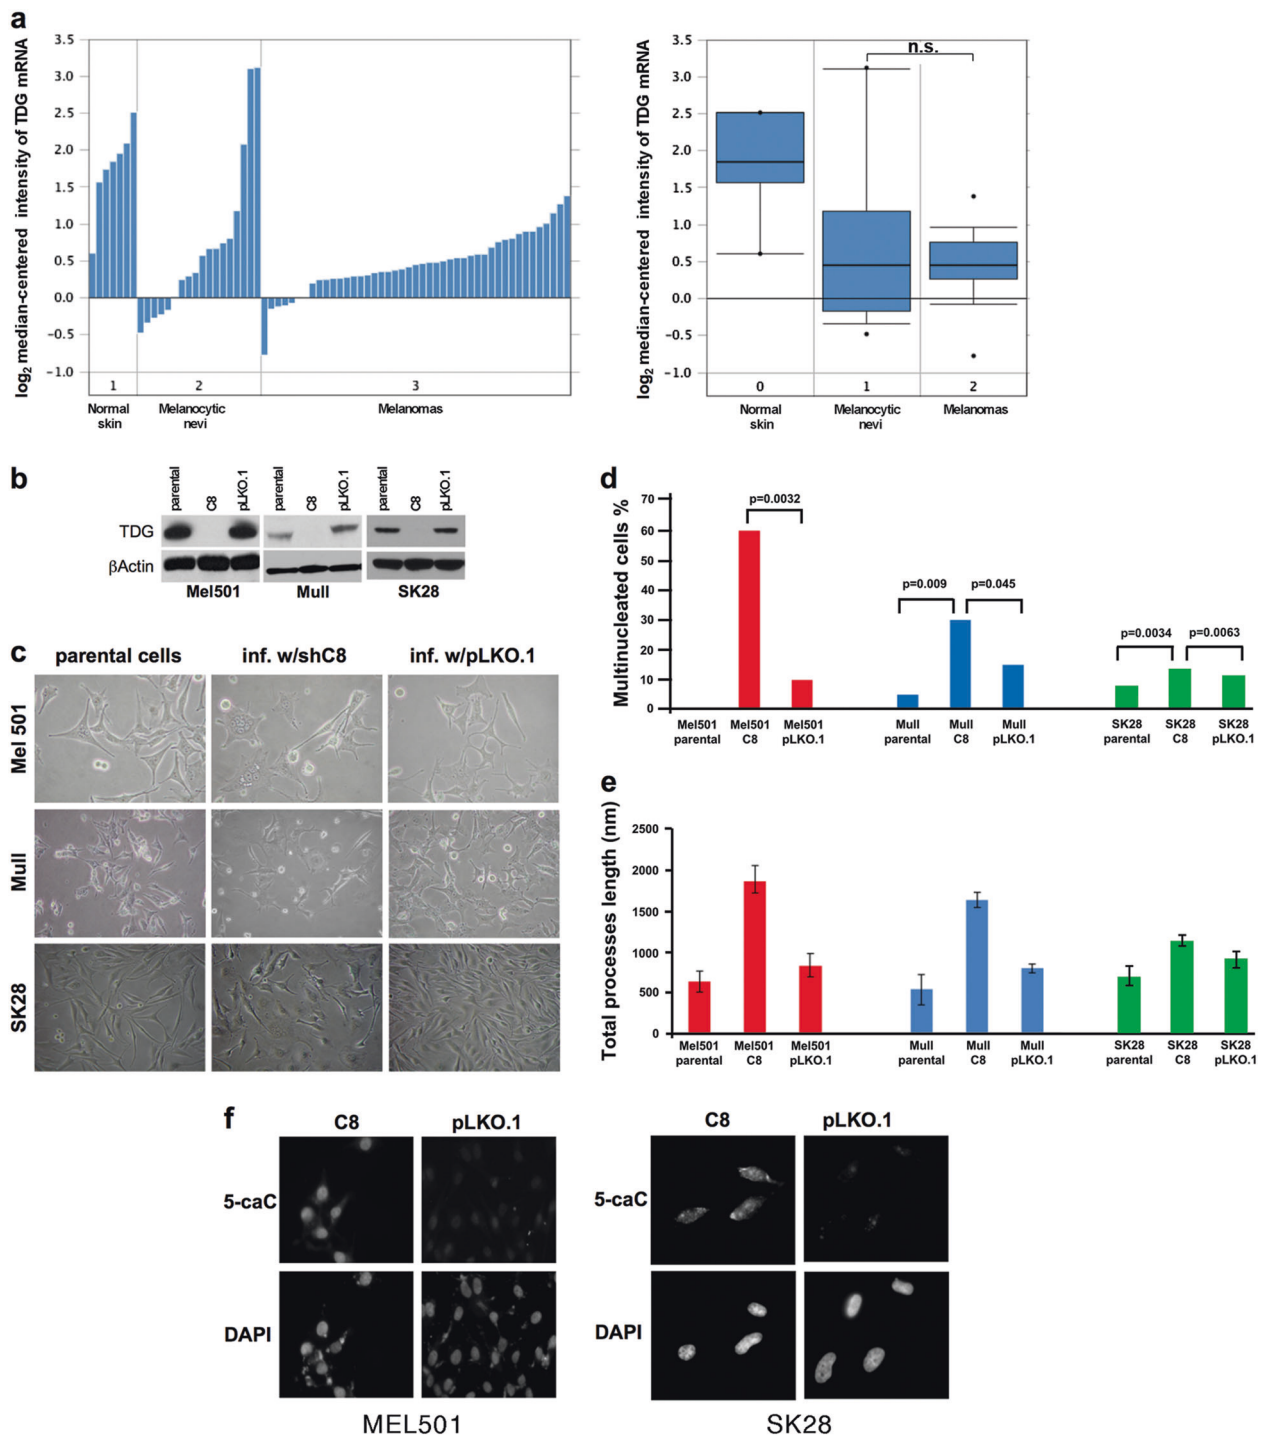 a
log2 median-centered intensity of TDG mRNA
3.5
3.0
2.5
2.0
1.5
1.0
0.5
0.0
−0.5
−1.0
1 2 3
Normal skin
Melanocytic nevi
Melanomas
log2 median-centered intensity of TDG mRNA
3.5
3.0
2.5
2.0
1.5
1.0
0.5
0.0
−0.5
−1.0
n.s.
0 1 2
Normal skin
Melanocytic nevi
Melanomas
b
parental C8 pLKO.1 parental C8 pLKO.1 parental C8 pLKO.1
TDG
βActin
Mel501 Mull SK28
c
parental cells inf. w/shC8 inf. w/pLKO.1
Mel 501
Mull
SK28
d
Multinucleated cells %
70
60
50
40
30
20
10
0
p=0.0032
p=0.009 p=0.045
p=0.0034 p=0.0063
Mel501 Mel501 Mel501 Mull Mull Mull SK28 SK28 SK28
parental C8 pLKO.1 parental C8 pLKO.1 parental C8 pLKO.1
e
Total processes length (nm)
2500
2000
1500
1000
500
0
Mel501 Mel501 Mel501 Mull Mull Mull SK28 SK28 SK28
parental C8 pLKO.1 parental C8 pLKO.1 parental C8 pLKO.1
f
C8 pLKO.1
5-caC
DAPI
MEL501
C8 pLKO.1
5-caC
DAPI
SK28